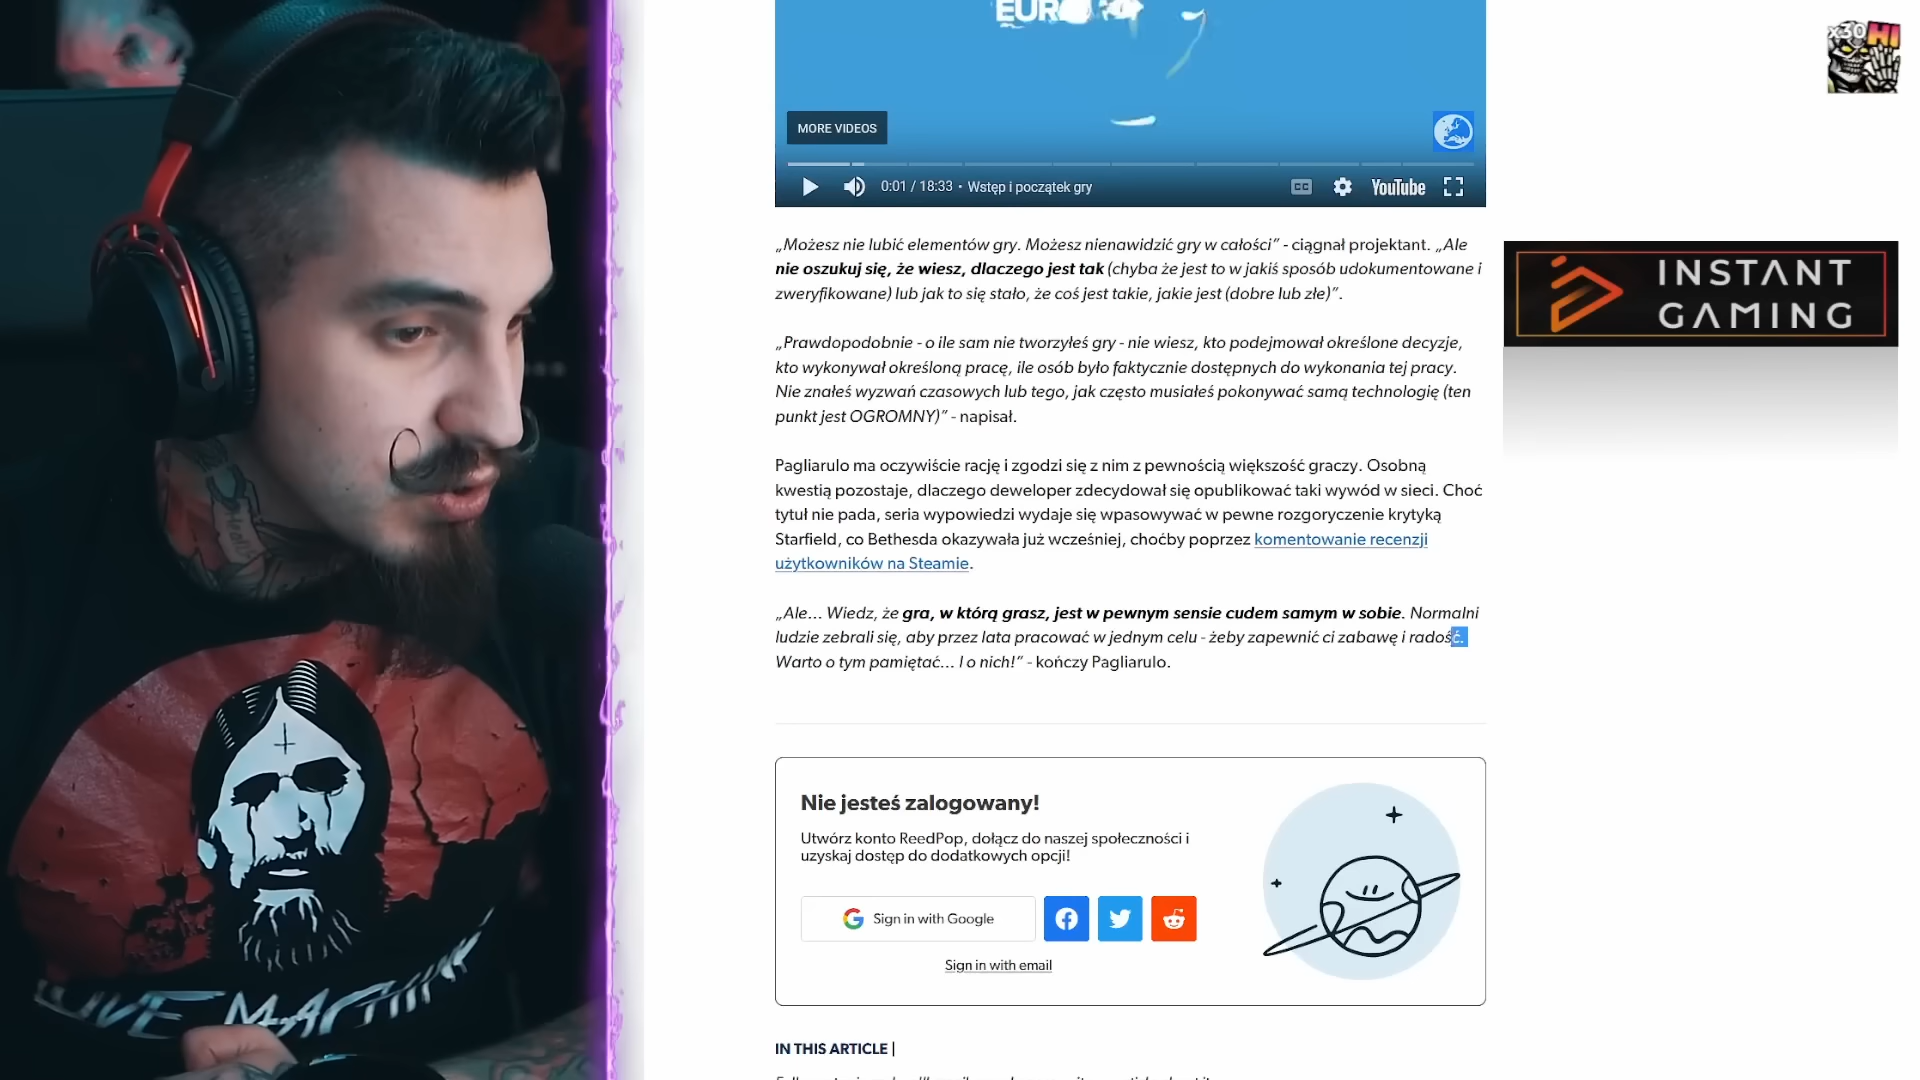 EURO
x30 HI
MORE VIDEOS
0:01 / 18:33 • Wstęp i początek gry
CC
YouTube
„Możesz nie lubić elementów gry. Możesz nienawidzić gry w całości” - ciągnął projektant. „Ale
nie oszukuj się, że wiesz, dlaczego jest tak (chyba że jest to w jakiś sposób udokumentowane i
zweryfikowane) lub jak to się stało, że coś jest takie, jakie jest (dobre lub złe)”.
INSTANT
GAMING
„Prawdopodobnie - o ile sam nie tworzyłeś gry - nie wiesz, kto podejmował określone decyzje,
kto wykonywał określoną pracę, ile osób było faktycznie dostępnych do wykonania tej pracy.
Nie znałeś wyzwań czasowych lub tego, jak często musiałeś pokonywać samą technologię (ten
punkt jest OGROMNY)” - napisał.
Pagliarulo ma oczywiście rację i zgodzi się z nim z pewnością większość graczy. Osobną
kwestią pozostaje, dlaczego deweloper zdecydował się opublikować taki wywód w sieci. Choć
tytuł nie pada, seria wypowiedzi wydaje się wpasowywać w pewne rozgoryczenie krytyką
Starfield, co Bethesda okazywała już wcześniej, choćby poprzez komentowanie recenzji
użytkowników na Steamie.
„Ale... Wiedz, że gra, w którą grasz, jest w pewnym sensie cudem samym w sobie. Normalni
ludzie zebrali się, aby przez lata pracować w jednym celu - żeby zapewnić ci zabawę i radość.
Warto o tym pamiętać... I o nich!” - kończy Pagliarulo.
Nie jesteś zalogowany!
Utwórz konto ReedPop, dołącz do naszej społeczności i
uzyskaj dostęp do dodatkowych opcji!
Sign in with Google
Sign in with email
IN THIS ARTICLE |